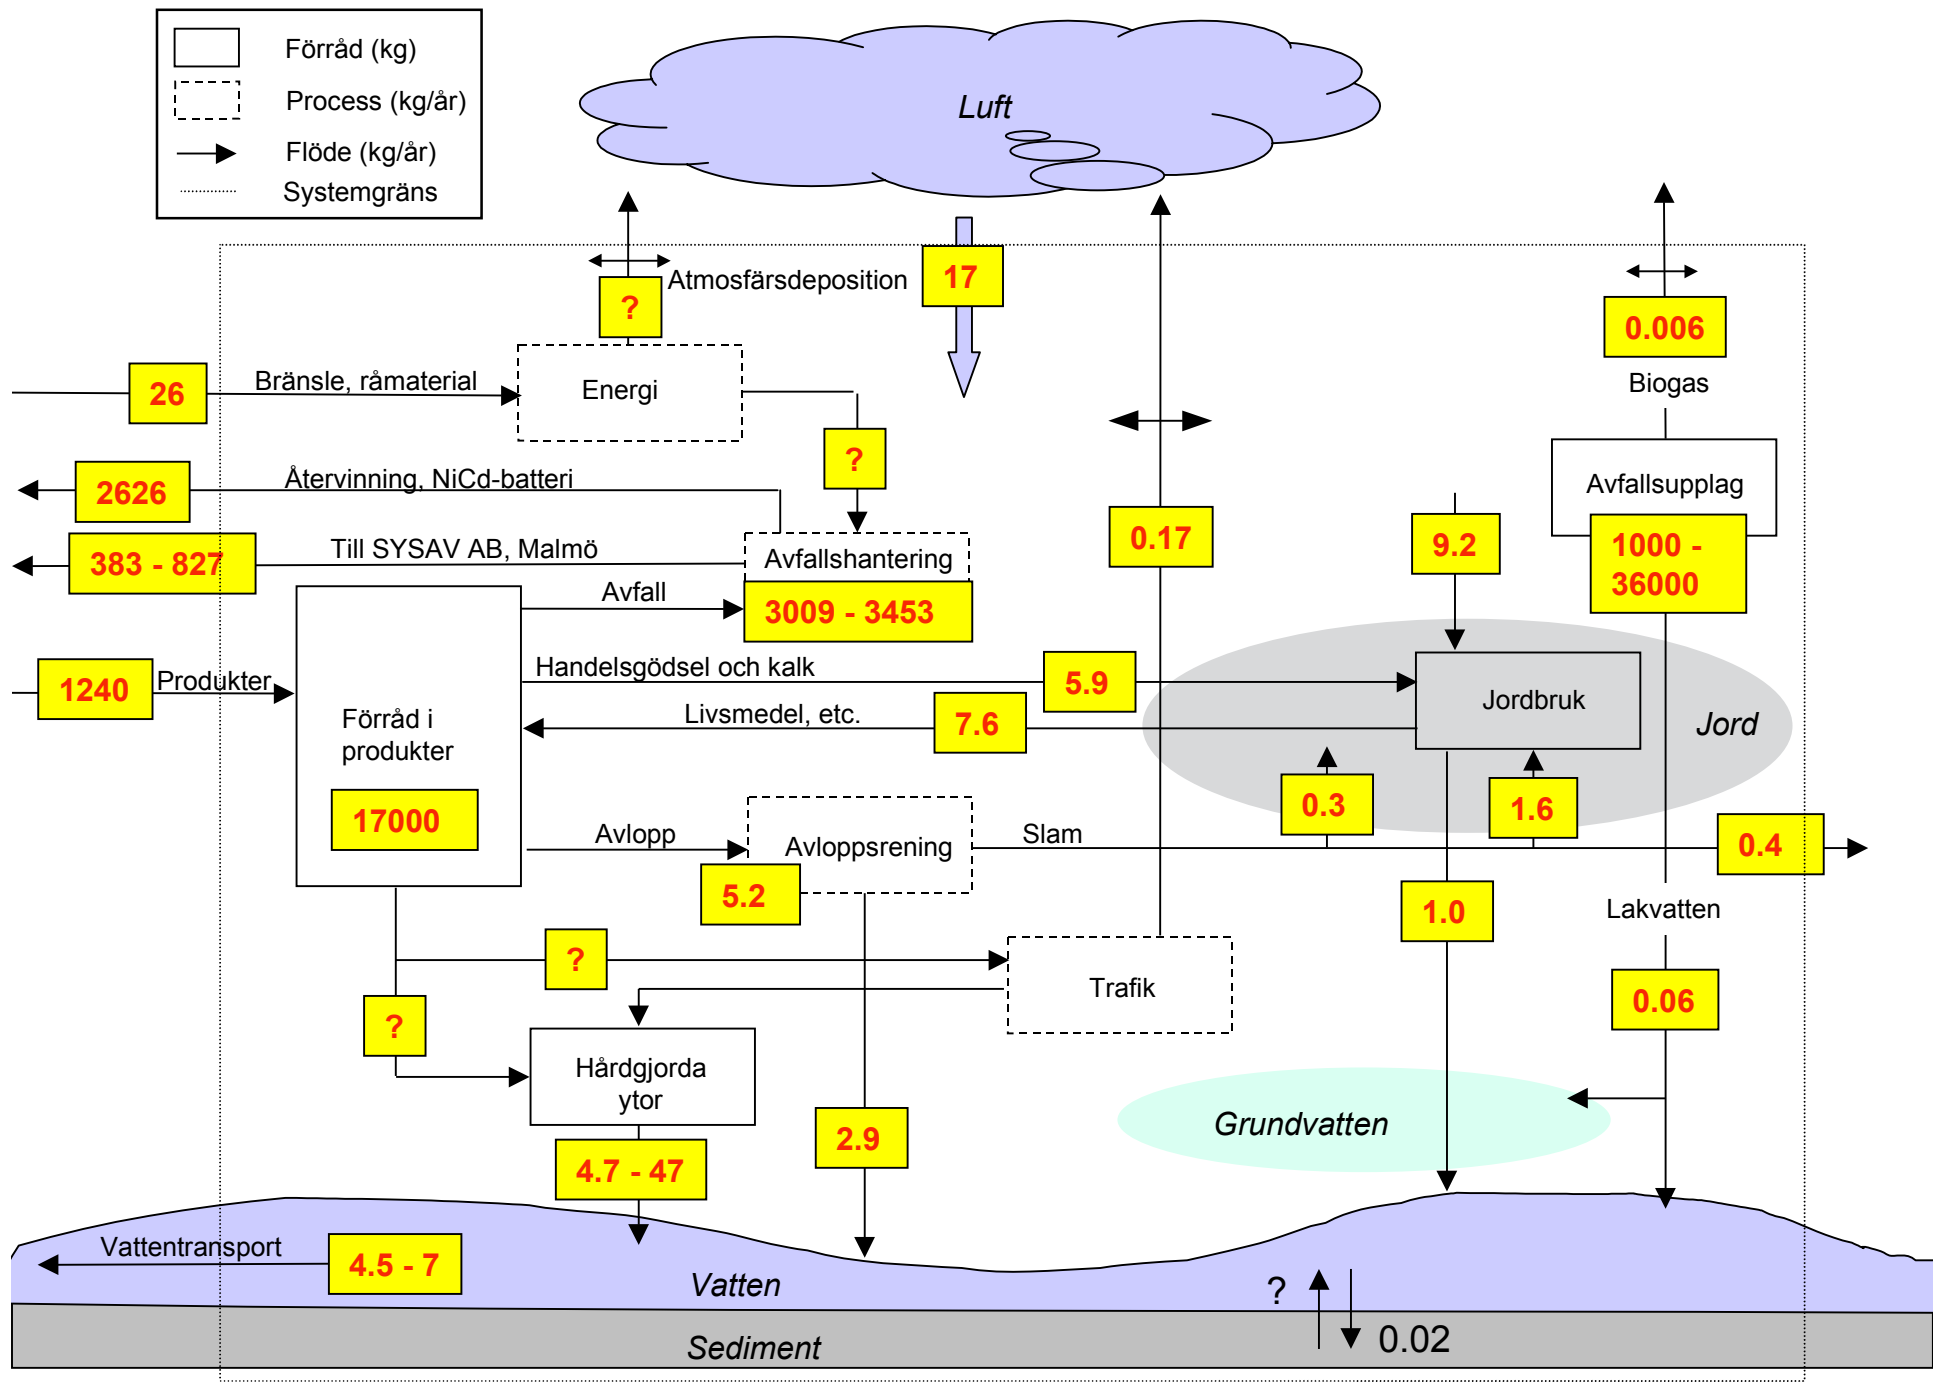 Förråd (kg)
Process (kg/år)
Flöde (kg/år)
Systemgräns
Luft
Atmosfärsdeposition
17
?
0.006
Biogas
26
Bränsle, råmaterial
Energi
?
2626
Återvinning, NiCd-batteri
Avfallsupplag
1000 -
36000
383 - 827
Till SYSAV AB, Malmö
Avfallshantering
3009 - 3453
0.17
9.2
Avfall
1240
Produkter
Handelsgödsel och kalk
5.9
Livsmedel, etc.
7.6
Jordbruk
Jord
Förråd i
produkter
17000
0.3
1.6
Avlopp
Avloppsrening
5.2
Slam
0.4
1.0
Lakvatten
0.06
?
?
Trafik
Hårdgjorda
ytor
4.7 - 47
2.9
Grundvatten
Vattentransport
4.5 - 7
Vatten
?
0.02
Sediment